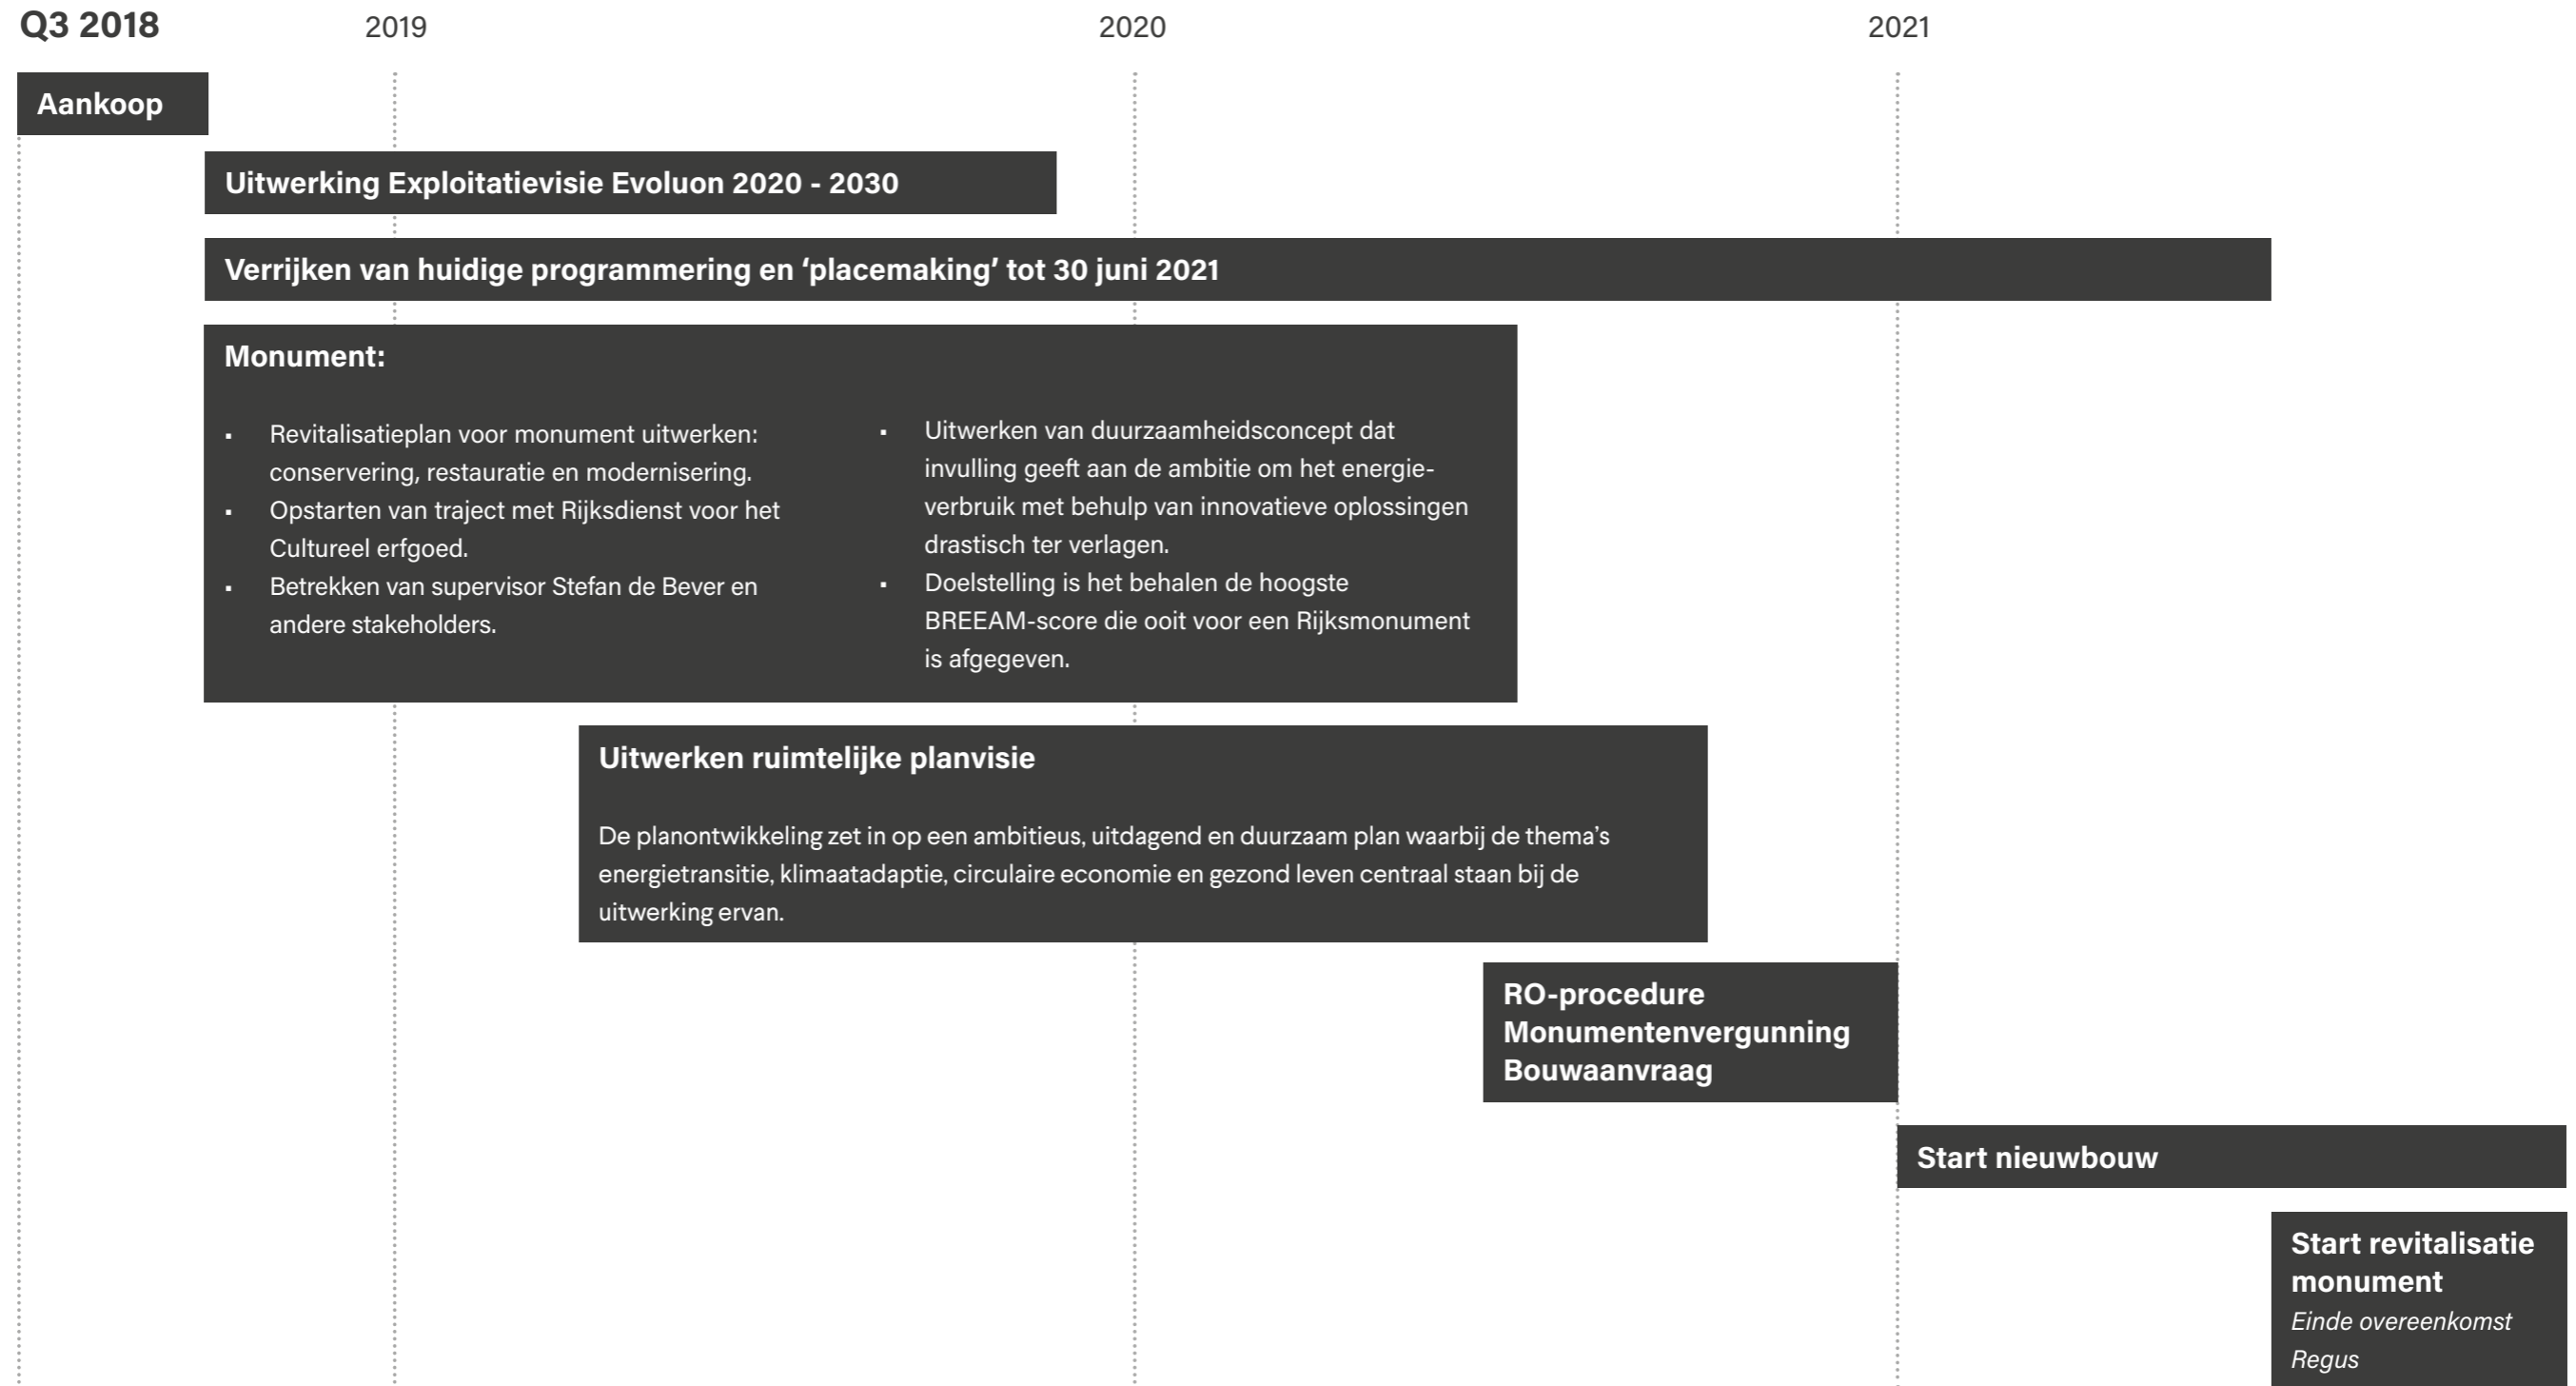 Q3 2018
2019
2020
2021
Aankoop
Uitwerking Exploitatievisie Evoluon 2020 - 2030
Verrijken van huidige programmering en ‘placemaking’ tot 30 juni 2021
Monument:
▪ Revitalisatieplan voor monument uitwerken:
conservering, restauratie en modernisering.
▪ Opstarten van traject met Rijksdienst voor het
Cultureel erfgoed.
▪ Betrekken van supervisor Stefan de Bever en
andere stakeholders.
▪ Uitwerken van duurzaamheidsconcept dat
invulling geeft aan de ambitie om het energie-
verbruik met behulp van innovatieve oplossingen
drastisch ter verlagen.
▪ Doelstelling is het behalen de hoogste
BREEAM-score die ooit voor een Rijksmonument
is afgegeven.
Uitwerken ruimtelijke planvisie
De planontwikkeling zet in op een ambitieus, uitdagend en duurzaam plan waarbij de thema’s
energietransitie, klimaatadaptie, circulaire economie en gezond leven centraal staan bij de
uitwerking ervan.
RO-procedure
Monumentenvergunning
Bouwaanvraag
Start nieuwbouw
Start revitalisatie
monument
Einde overeenkomst
Regus